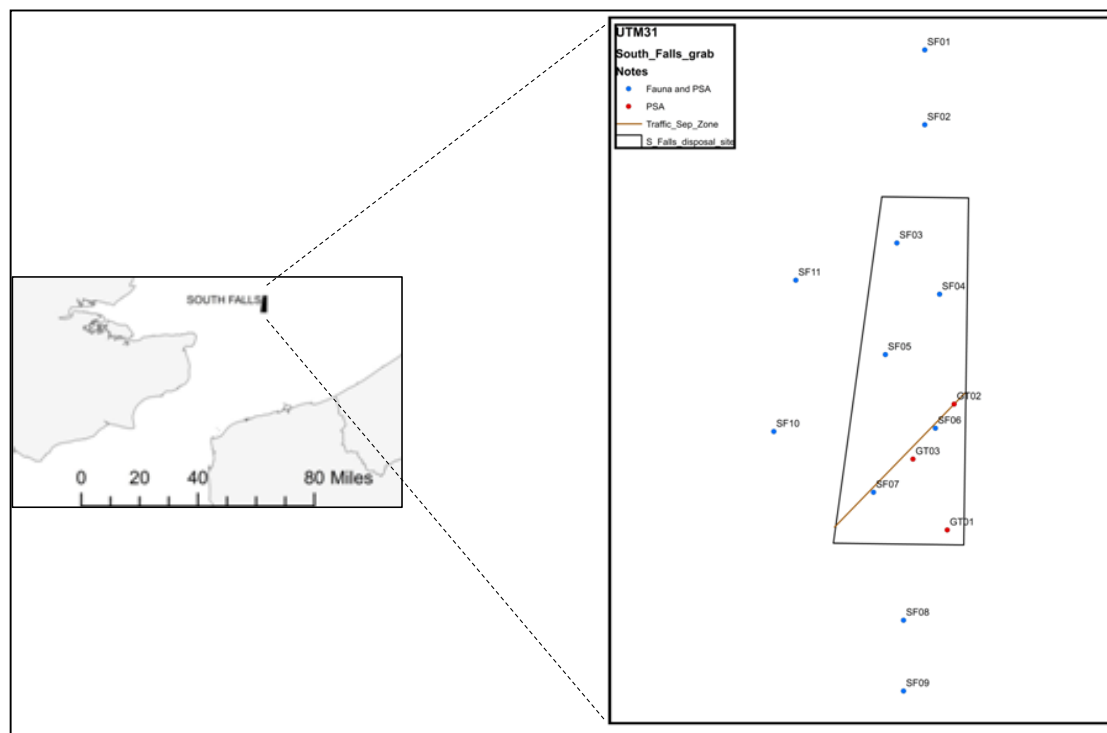 SOUTH FALLS
0 20 40 80 Miles
UTM31
South_Falls_grab
Notes
Fauna and PSA
PSA
Traffic_Sep_Zone
S_Falls_disposal_site
SF01
SF02
SF03
SF11
SF04
SF05
GT02
SF06
SF10
GT03
SF07
GT01
SF08
SF09